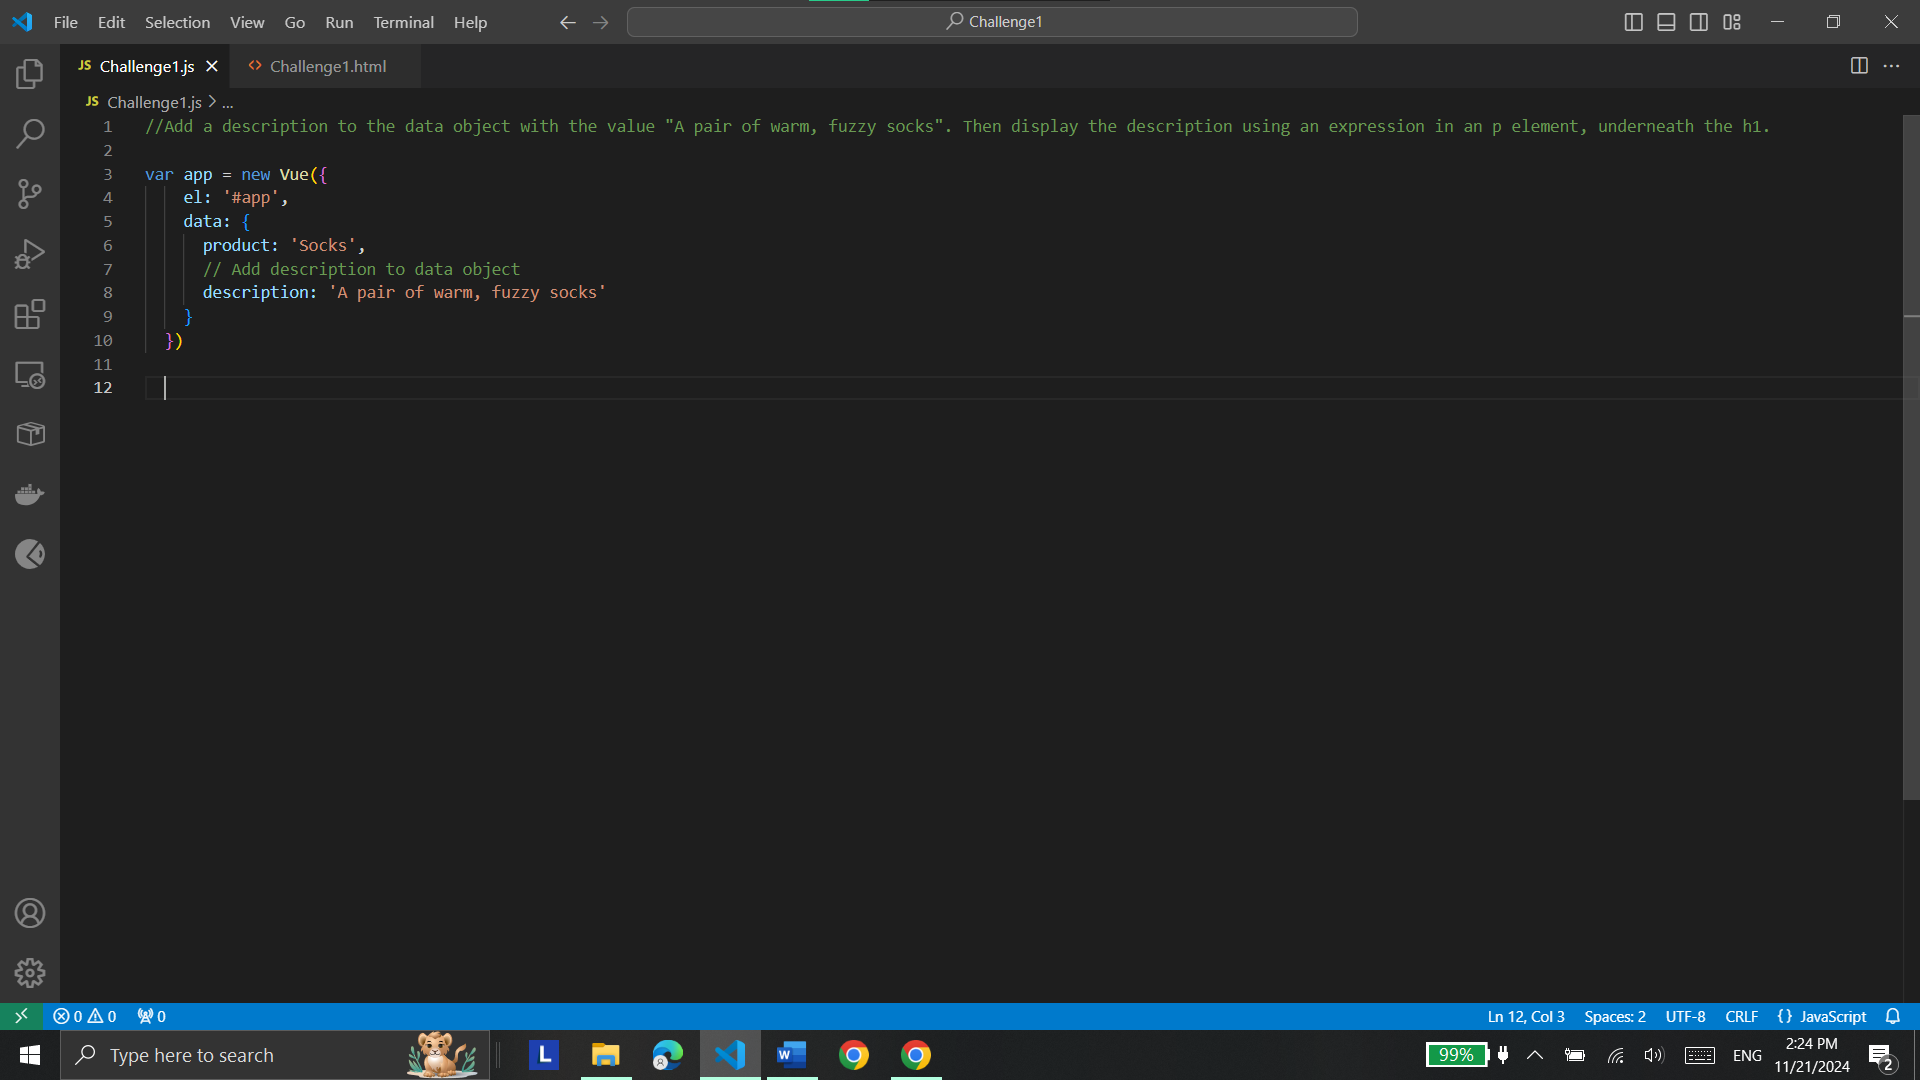 File Edit Selection View Go Run Terminal Help Challenge1
JS Challenge1.js Challenge1.html
JS Challenge1.js > ...
1 //Add a description to the data object with the value "A pair of warm, fuzzy socks". Then display the description using an expression in an p element, underneath the h1.
2
3 var app = new Vue({
4 el: '#app',
5 data: {
6 product: 'Socks',
7 // Add description to data object
8 description: 'A pair of warm, fuzzy socks'
9 }
10 })
11
12
0 0 0 Ln 12, Col 3 Spaces: 2 UTF-8 CRLF {} JavaScript
Type here to search L W 99% ENG 2:24 PM
11/21/2024 2